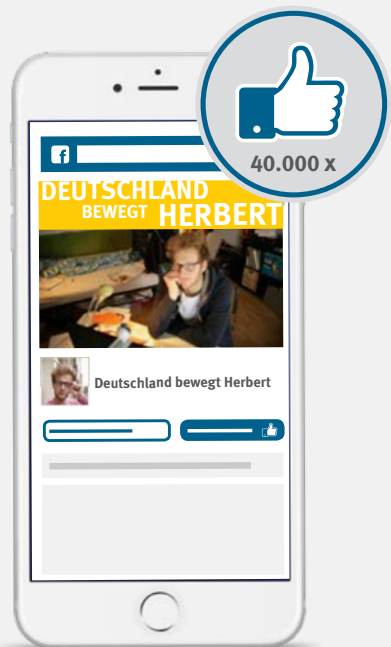 40.000 x
f
DEUTSCHLAND
BEWEGT HERBERT
Deutschland bewegt Herbert